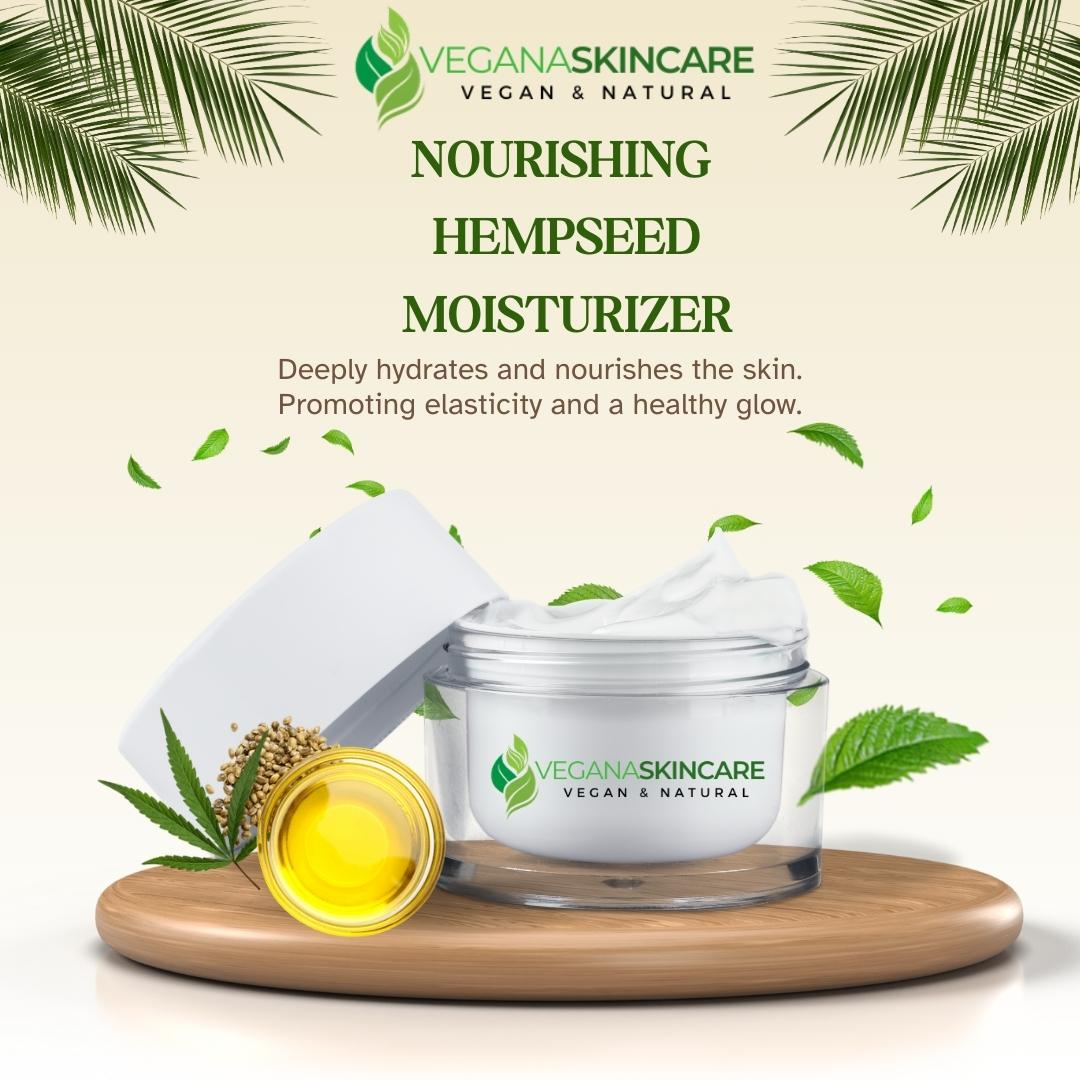 VEGANASKINCARE
VEGAN & NATURAL
NOURISHING
HEMPSEED
MOISTURIZER
Deeply hydrates and nourishes the skin.
Promoting elasticity and a healthy glow.
VEGANASKINCARE
VEGAN & NATURAL